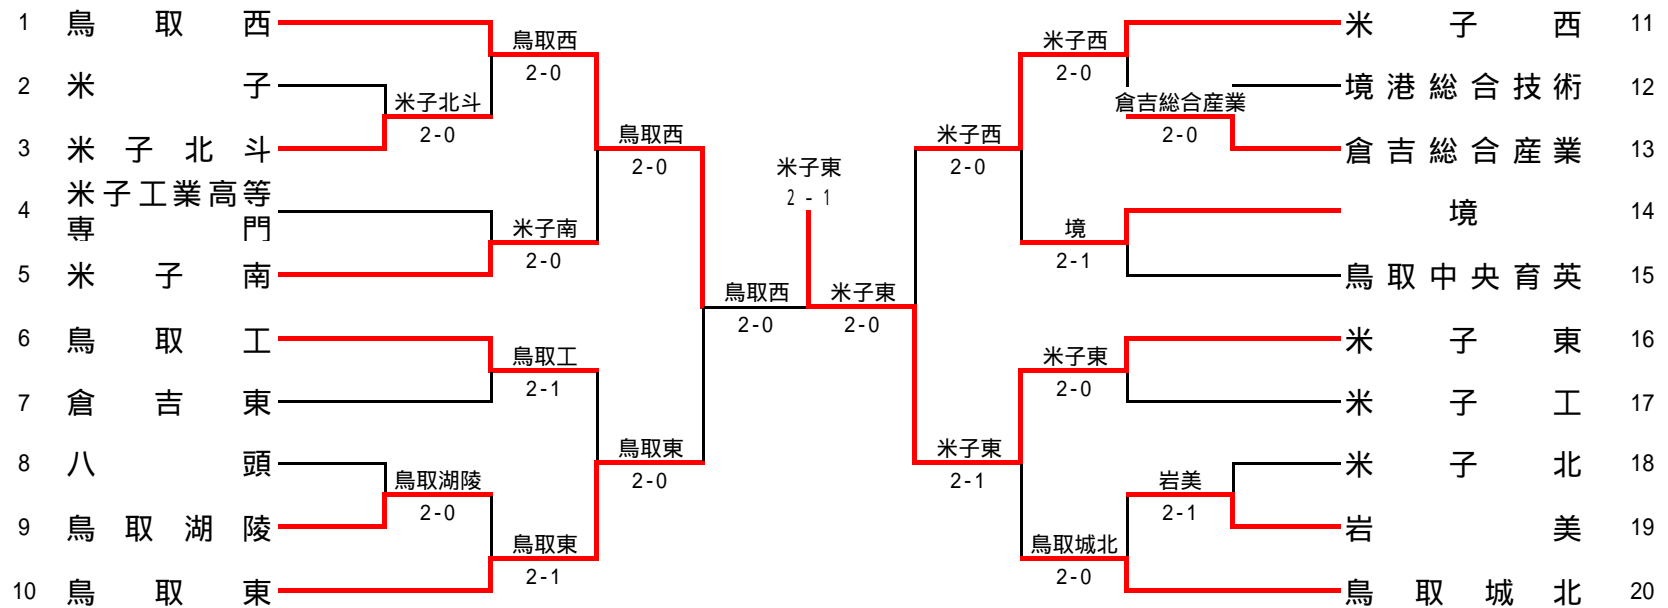 1 鳥取西
2 米子
3 米子北斗
4 米子工業高等
専門
5 米子南
6 鳥取工
7 倉吉東
8 八頭
9 鳥取湖陵
10 鳥取東
米子北斗
2-0
鳥取湖陵
2-0
鳥取西
2-0
米子南
2-0
鳥取工
2-1
鳥取東
2-1
鳥取西
2-0
鳥取東
2-0
鳥取西
2-0
米子東
2 - 1
米子東
2-0
米子西
2-0
米子東
2-1
米子西
2-0
境
2-1
米子東
2-0
鳥取城北
2-0
倉吉総合産業
2-0
岩美
2-1
米子西 11
境港総合技術 12
倉吉総合産業 13
境 14
鳥取中央育英 15
米子東 16
米子工 17
米子北 18
岩美 19
鳥取城北 20